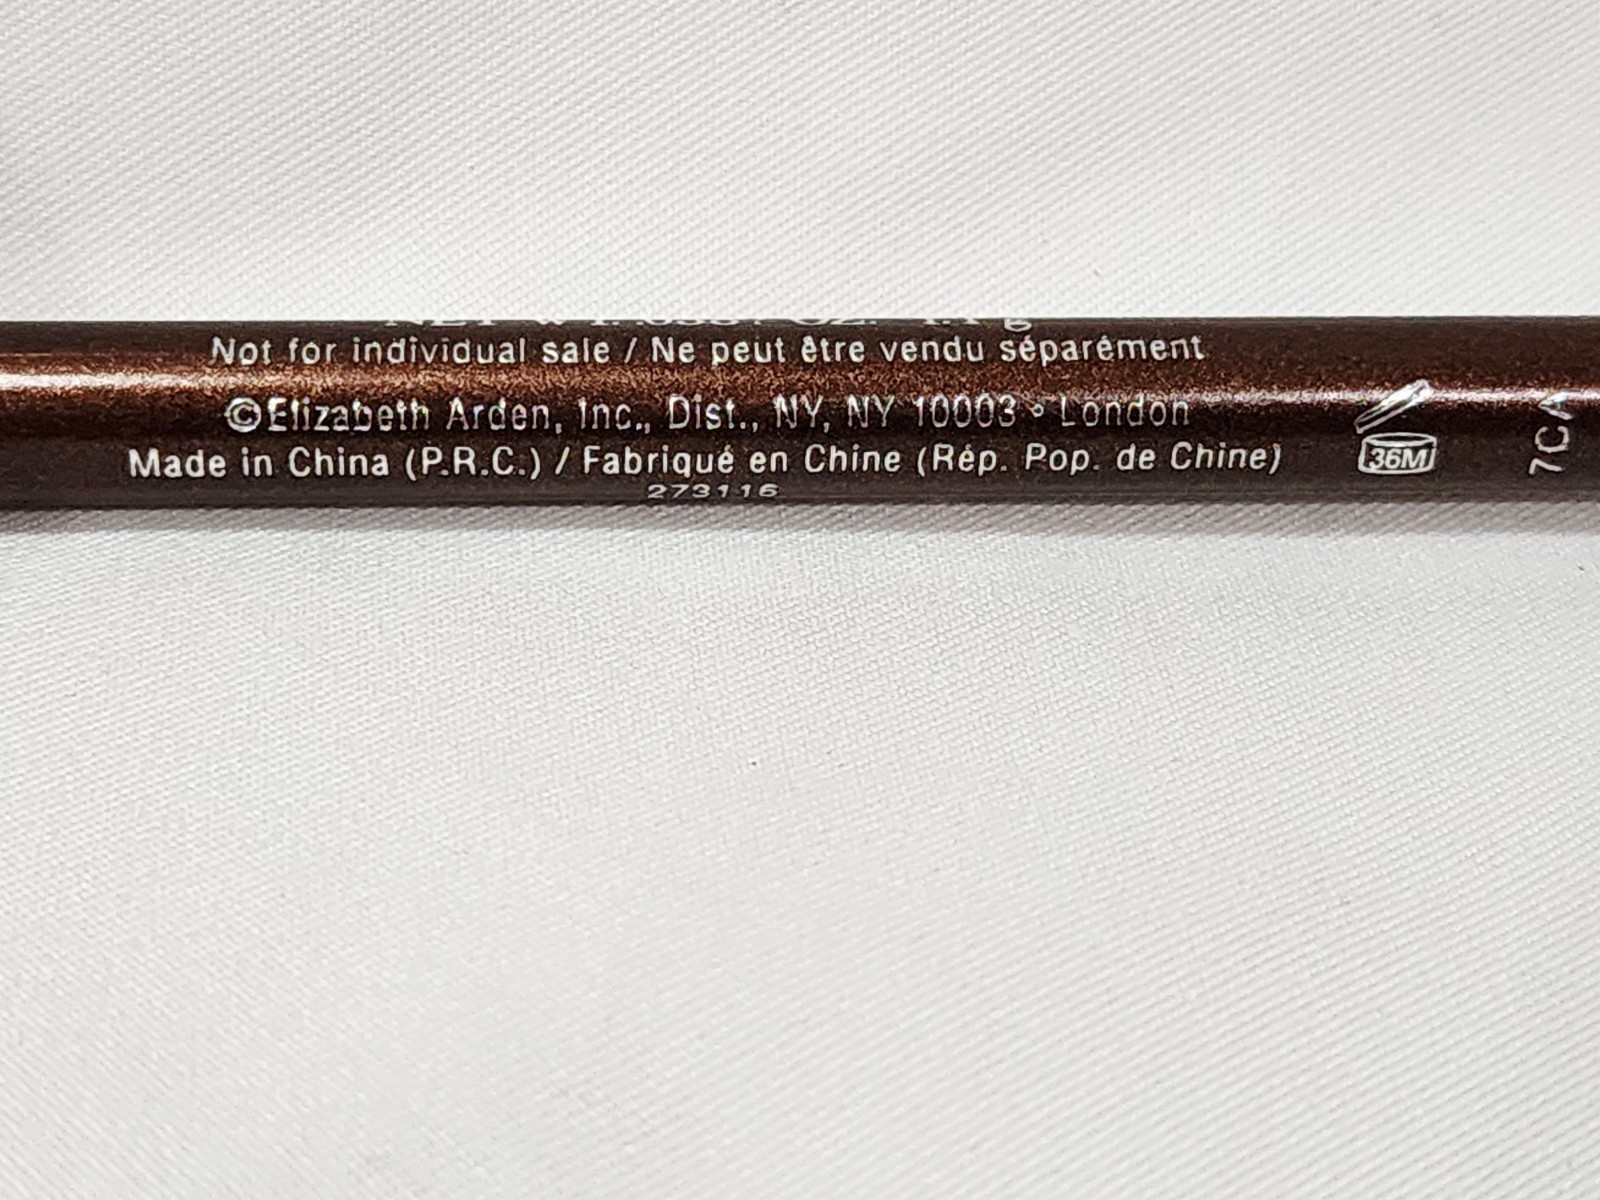 Not for individual sale / Ne peut être vendu séparément
©Elizabeth Arden, Inc., Dist., NY, NY 10003 • London
Made in China (P.R.C.) / Fabriqué en Chine (Rép. Pop. de Chine)
273116
36M
7CA